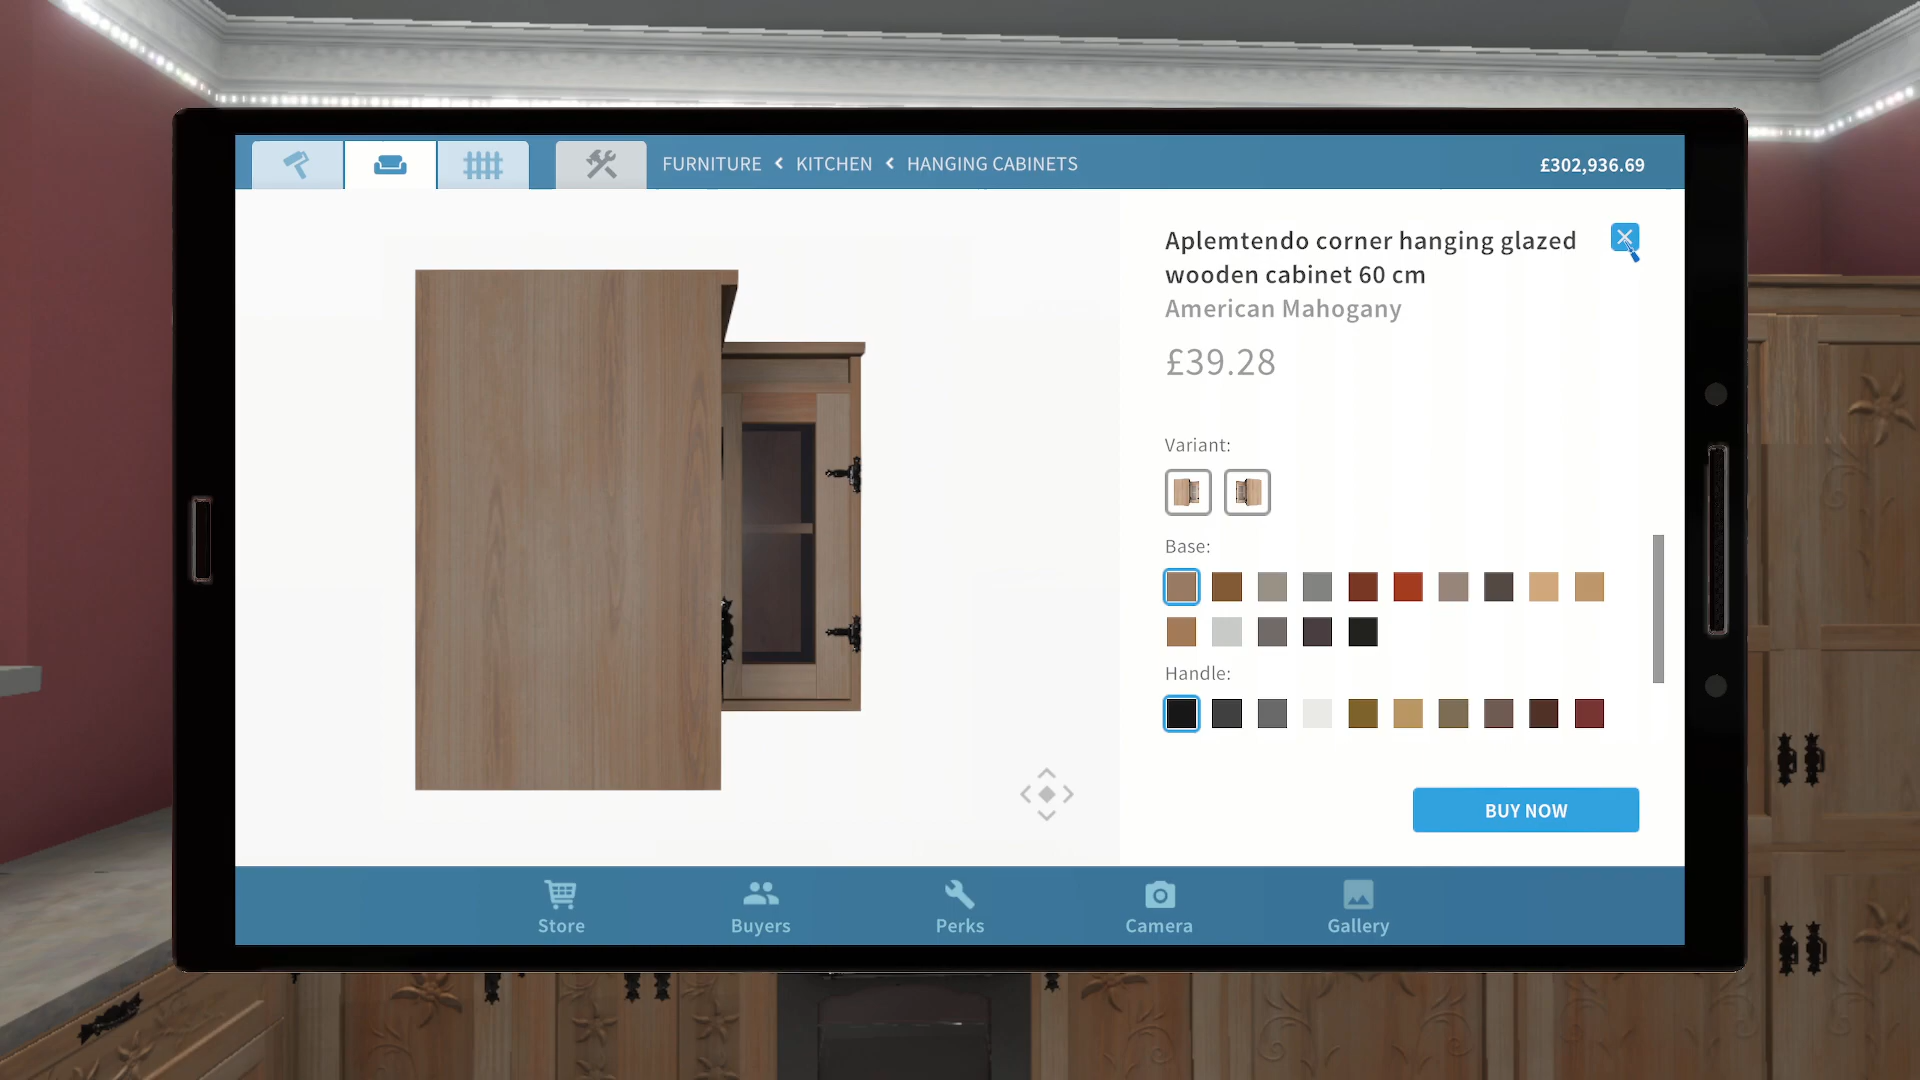 FURNITURE < KITCHEN < HANGING CABINETS
£302,936.69
Aplemtendo corner hanging glazed
wooden cabinet 60 cm
American Mahogany
£39.28
Variant:
Base:
Handle:
BUY NOW
Store
Buyers
Perks
Camera
Gallery